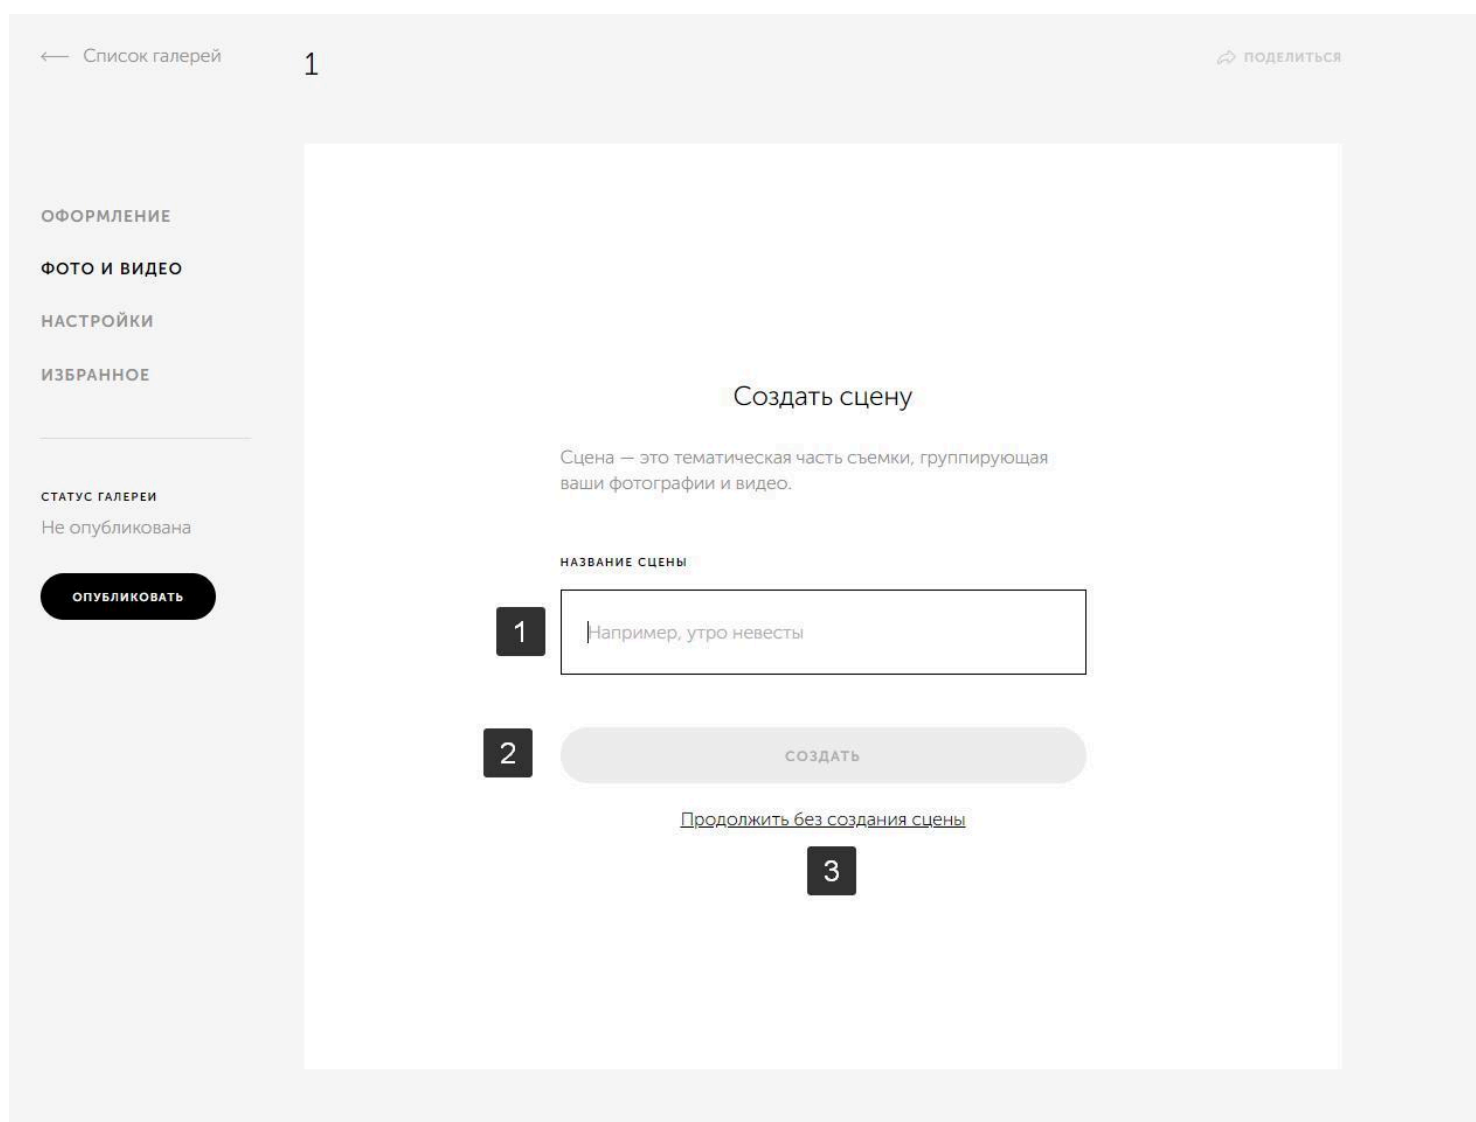 Список галерей
1
ПОДЕЛИТЬСЯ
ОФОРМЛЕНИЕ
ФОТО И ВИДЕО
НАСТРОЙКИ
ИЗБРАННОЕ
СТАТУС ГАЛЕРЕИ
Не опубликована
ОПУБЛИКОВАТЬ
Создать сцену
Сцена — это тематическая часть съемки, группирующая
ваши фотографии и видео.
НАЗВАНИЕ СЦЕНЫ
1
Например, утро невесты
2
СОЗДАТЬ
Продолжить без создания сцены
3